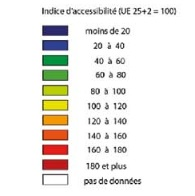 Indice d'accessibilité (UE 25+2 = 100)
moins de 20
20 à 40
40 à 60
60 à 80
80 à 100
100 à 120
120 à 140
140 à 160
160 à 180
180 et plus
pas de données